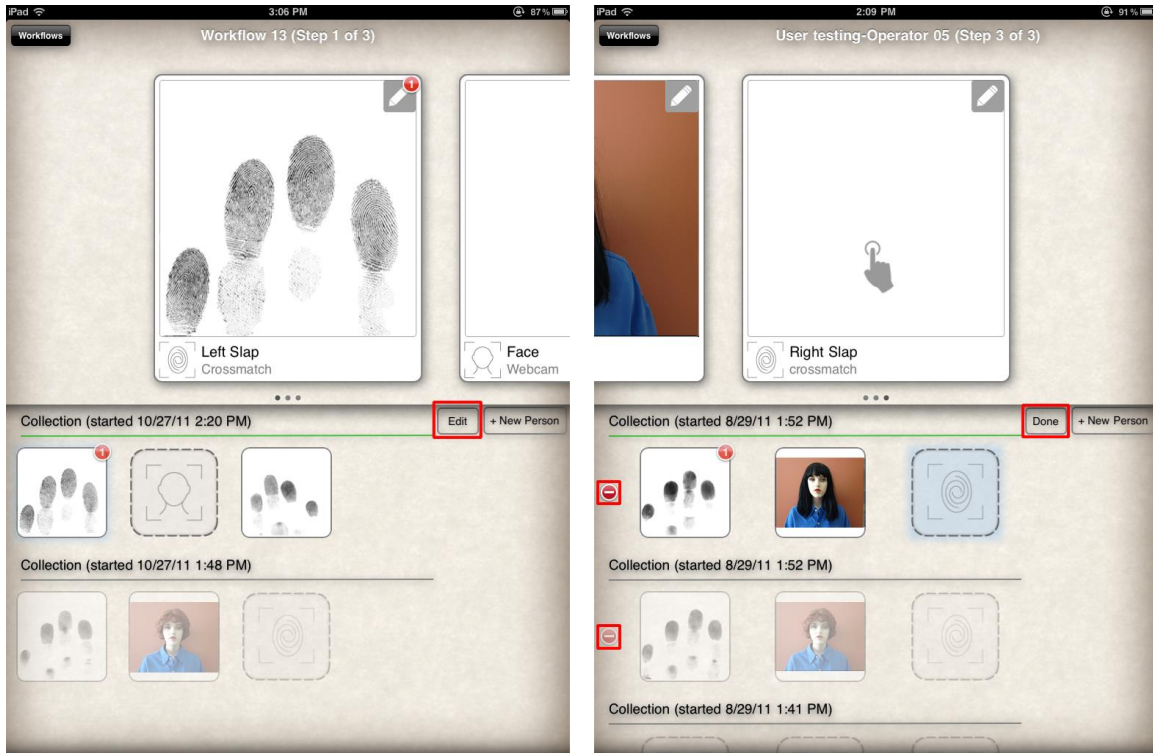 iPad 3:06 PM 87%
Workflows Workflow 13 (Step 1 of 3)
1
Left Slap
Crossmatch
Face
Webcam
Collection (started 10/27/11 2:20 PM) Edit + New Person
1
Collection (started 10/27/11 1:48 PM)
iPad 2:09 PM 91%
Workflows User testing-Operator 05 (Step 3 of 3)
Right Slap
crossmatch
Collection (started 8/29/11 1:52 PM) Done + New Person
1
Collection (started 8/29/11 1:52 PM)
Collection (started 8/29/11 1:41 PM)